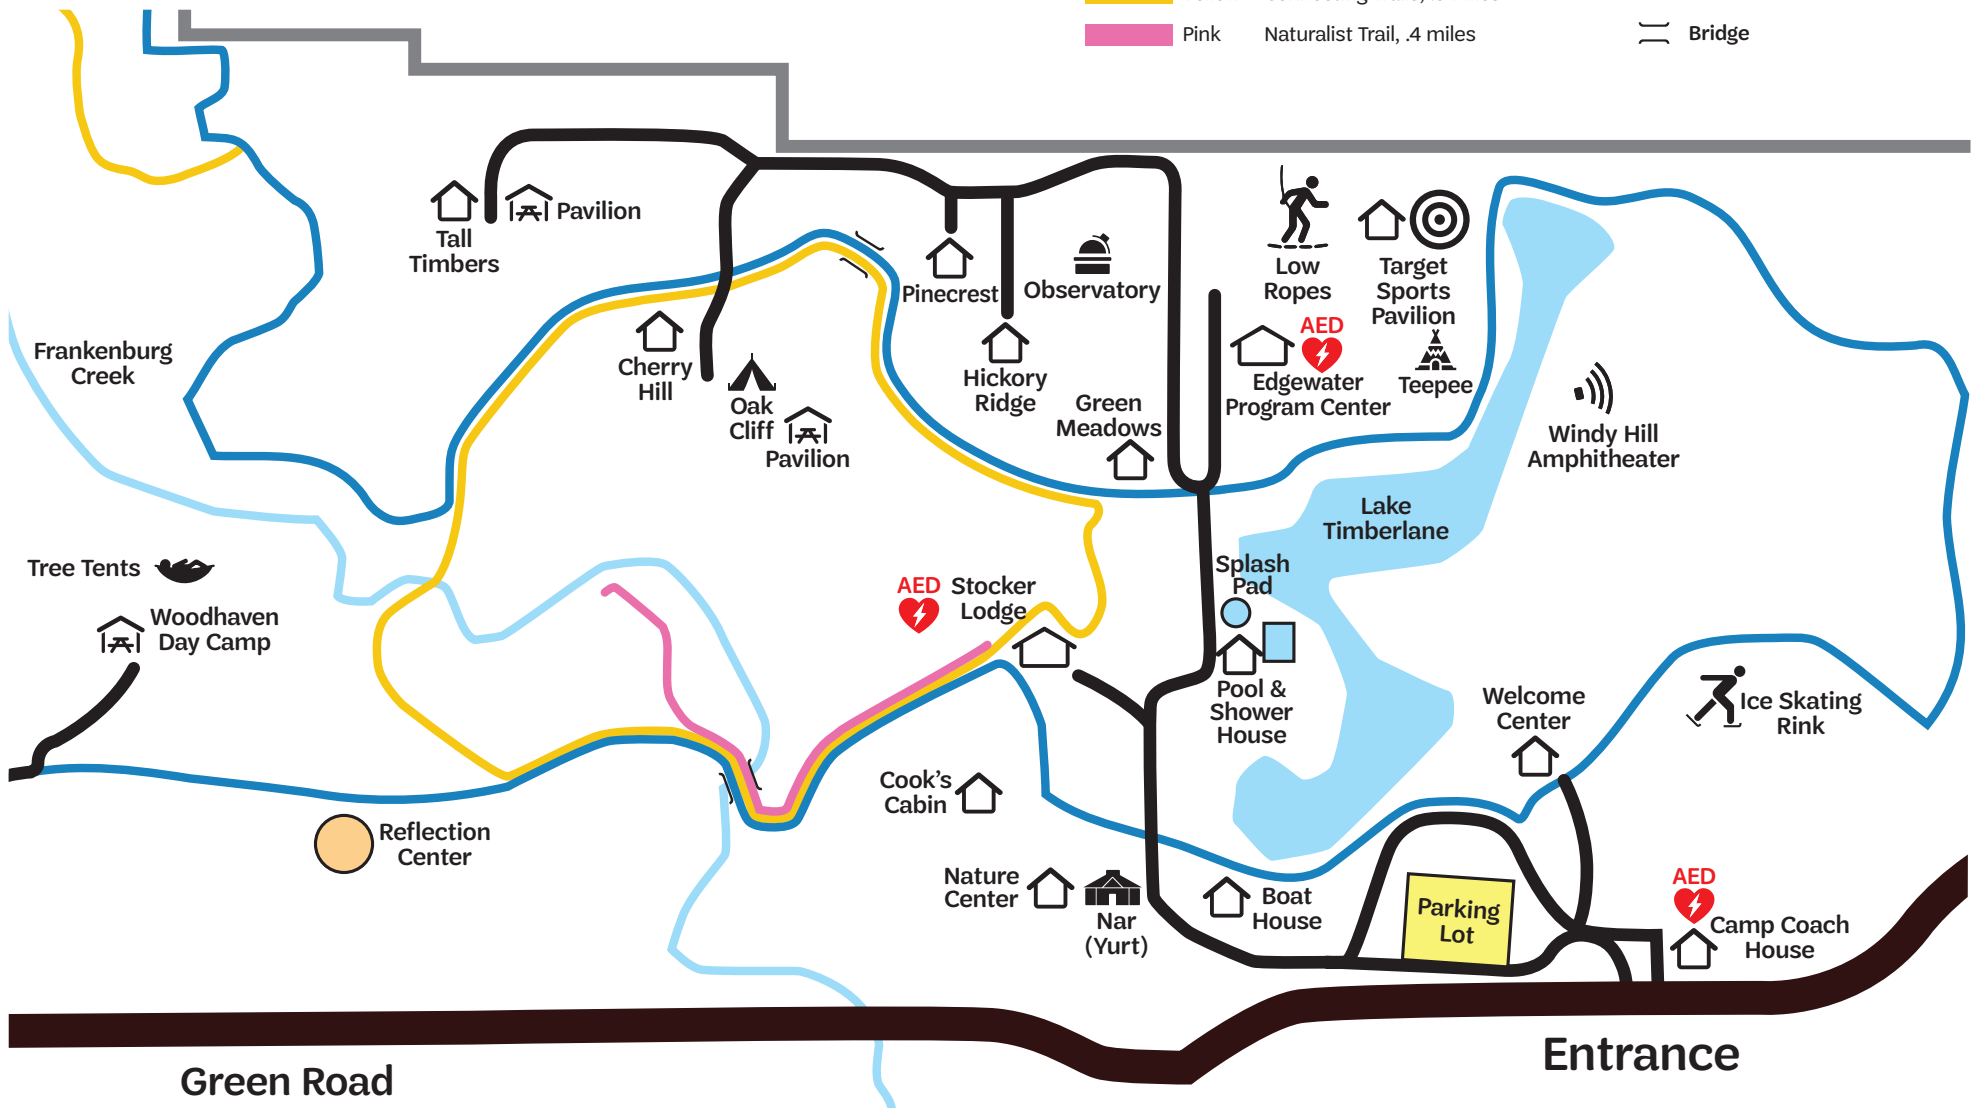 Pink Naturalist Trail, .4 miles
Bridge
Pavilion
Tall
Timbers
Pinecrest
Observatory
Low
Ropes
Target
Sports
Pavilion
AED
Edgewater
Program Center
Teepee
Frankenburg
Creek
Cherry
Hill
Oak
Cliff
Pavilion
Hickory
Ridge
Green
Meadows
Windy Hill
Amphitheater
Lake
Timberlane
Tree Tents
Woodhaven
Day Camp
AED
Stocker
Lodge
Splash
Pad
Pool &
Shower
House
Welcome
Center
Ice Skating
Rink
Cook's
Cabin
Reflection
Center
Nature
Center
Nar
(Yurt)
Boat
House
Parking
Lot
AED
Camp Coach
House
Green Road
Entrance